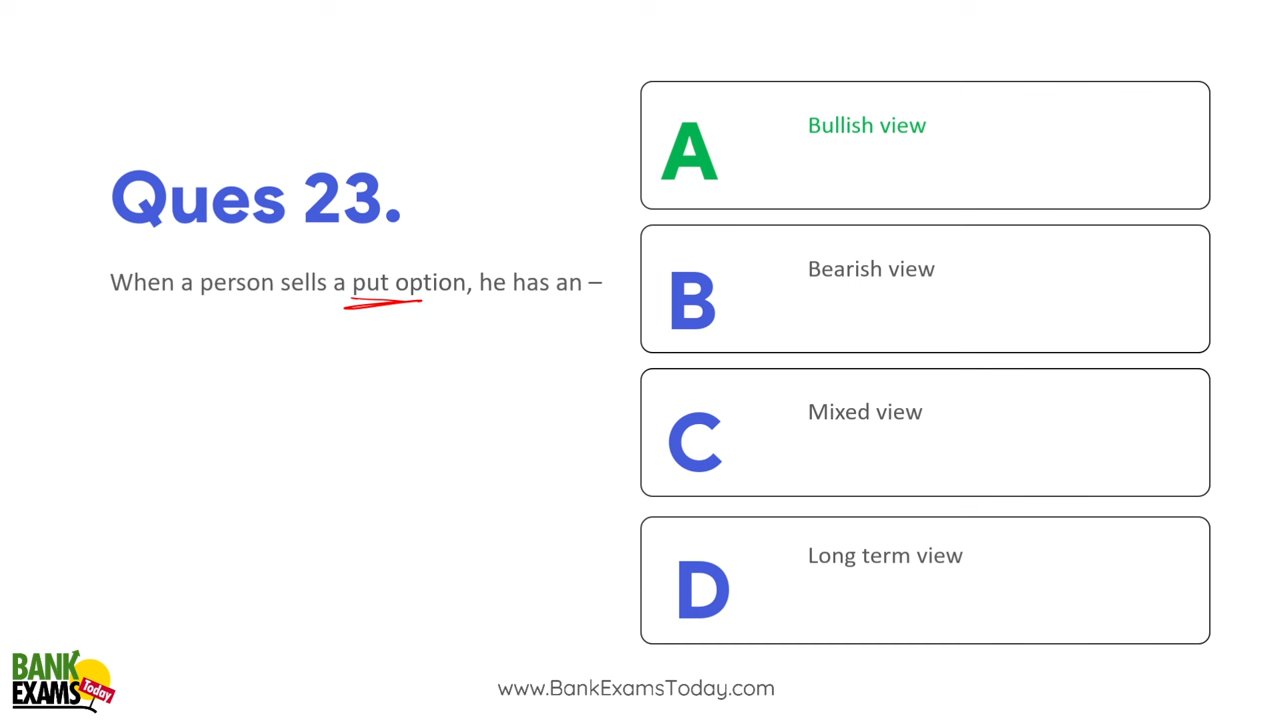 Ques 23.
When a person sells a put option, he has an –
A
Bullish view
B
Bearish view
C
Mixed view
D
Long term view
BANK
EXAMS
Today
www.BankExamsToday.com